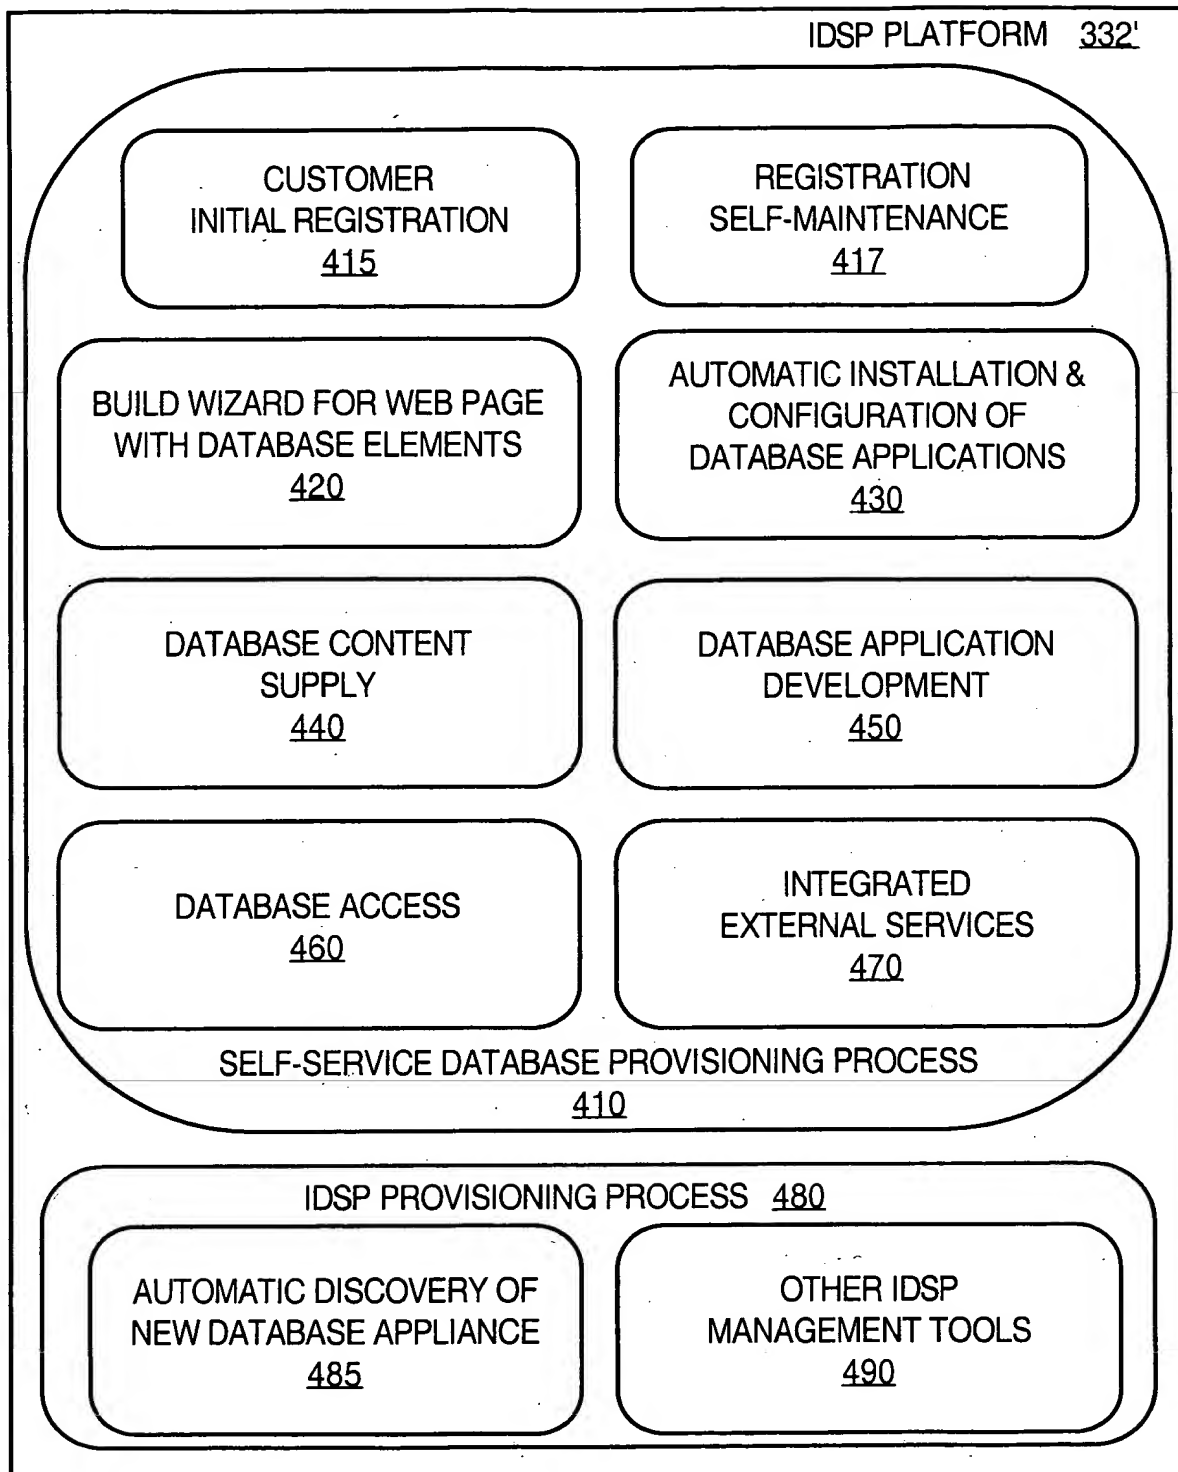 IDSP PLATFORM 332'
CUSTOMER
INITIAL REGISTRATION
415
REGISTRATION
SELF-MAINTENANCE
417
BUILD WIZARD FOR WEB PAGE
WITH DATABASE ELEMENTS
420
AUTOMATIC INSTALLATION &
CONFIGURATION OF
DATABASE APPLICATIONS
430
DATABASE CONTENT
SUPPLY
440
DATABASE APPLICATION
DEVELOPMENT
450
DATABASE ACCESS
460
INTEGRATED
EXTERNAL SERVICES
470
SELF-SERVICE DATABASE PROVISIONING PROCESS
410
IDSP PROVISIONING PROCESS 480
AUTOMATIC DISCOVERY OF
NEW DATABASE APPLIANCE
485
OTHER IDSP
MANAGEMENT TOOLS
490